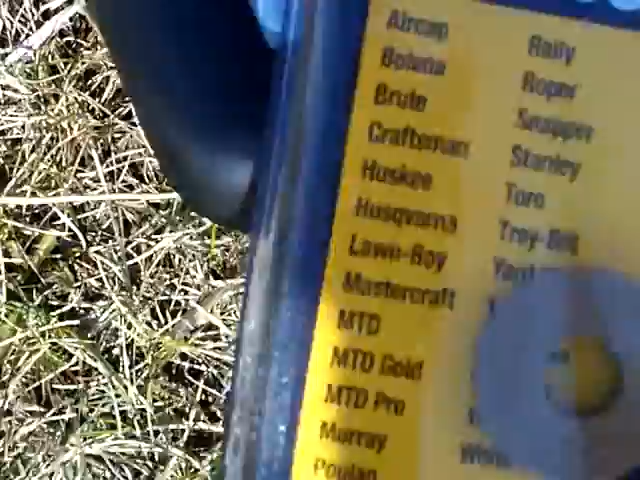 Aircap
Bolens
Brute
Craftsman
Huskee
Husqvarna
Lawn-Boy
Mastercraft
MTD
MTD Gold
MTD Pro
Murray
Poulan
Rally
Roper
Snapper
Stanley
Toro
Troy-Bilt